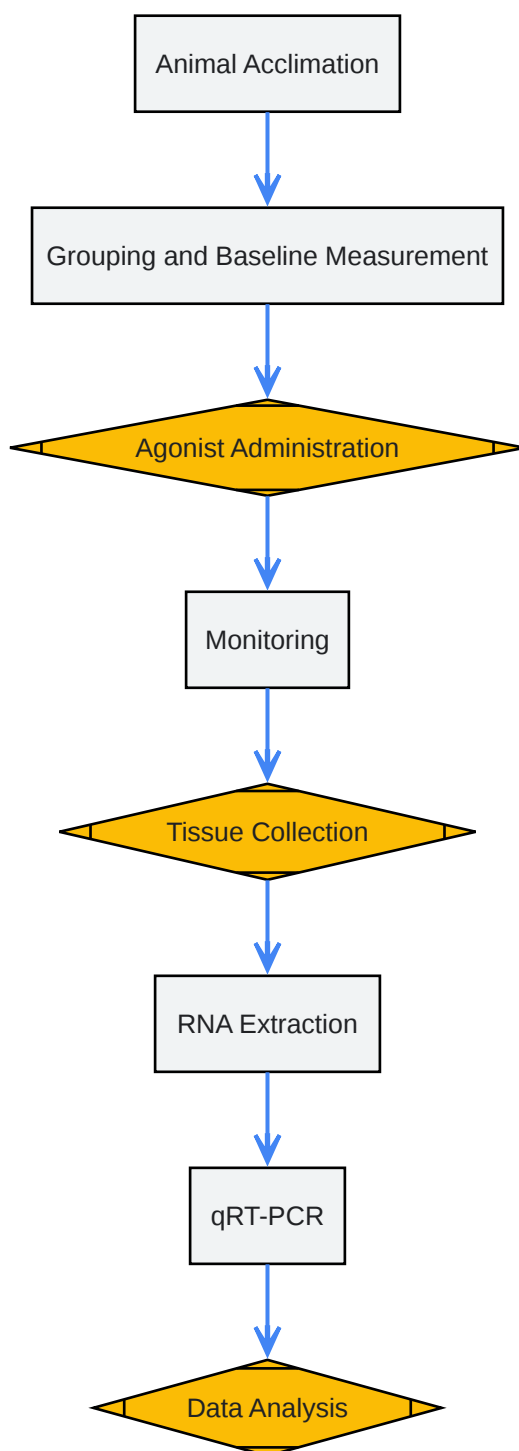 Animal Acclimation
Grouping and Baseline Measurement
Agonist Administration
Monitoring
Tissue Collection
RNA Extraction
qRT-PCR
Data Analysis